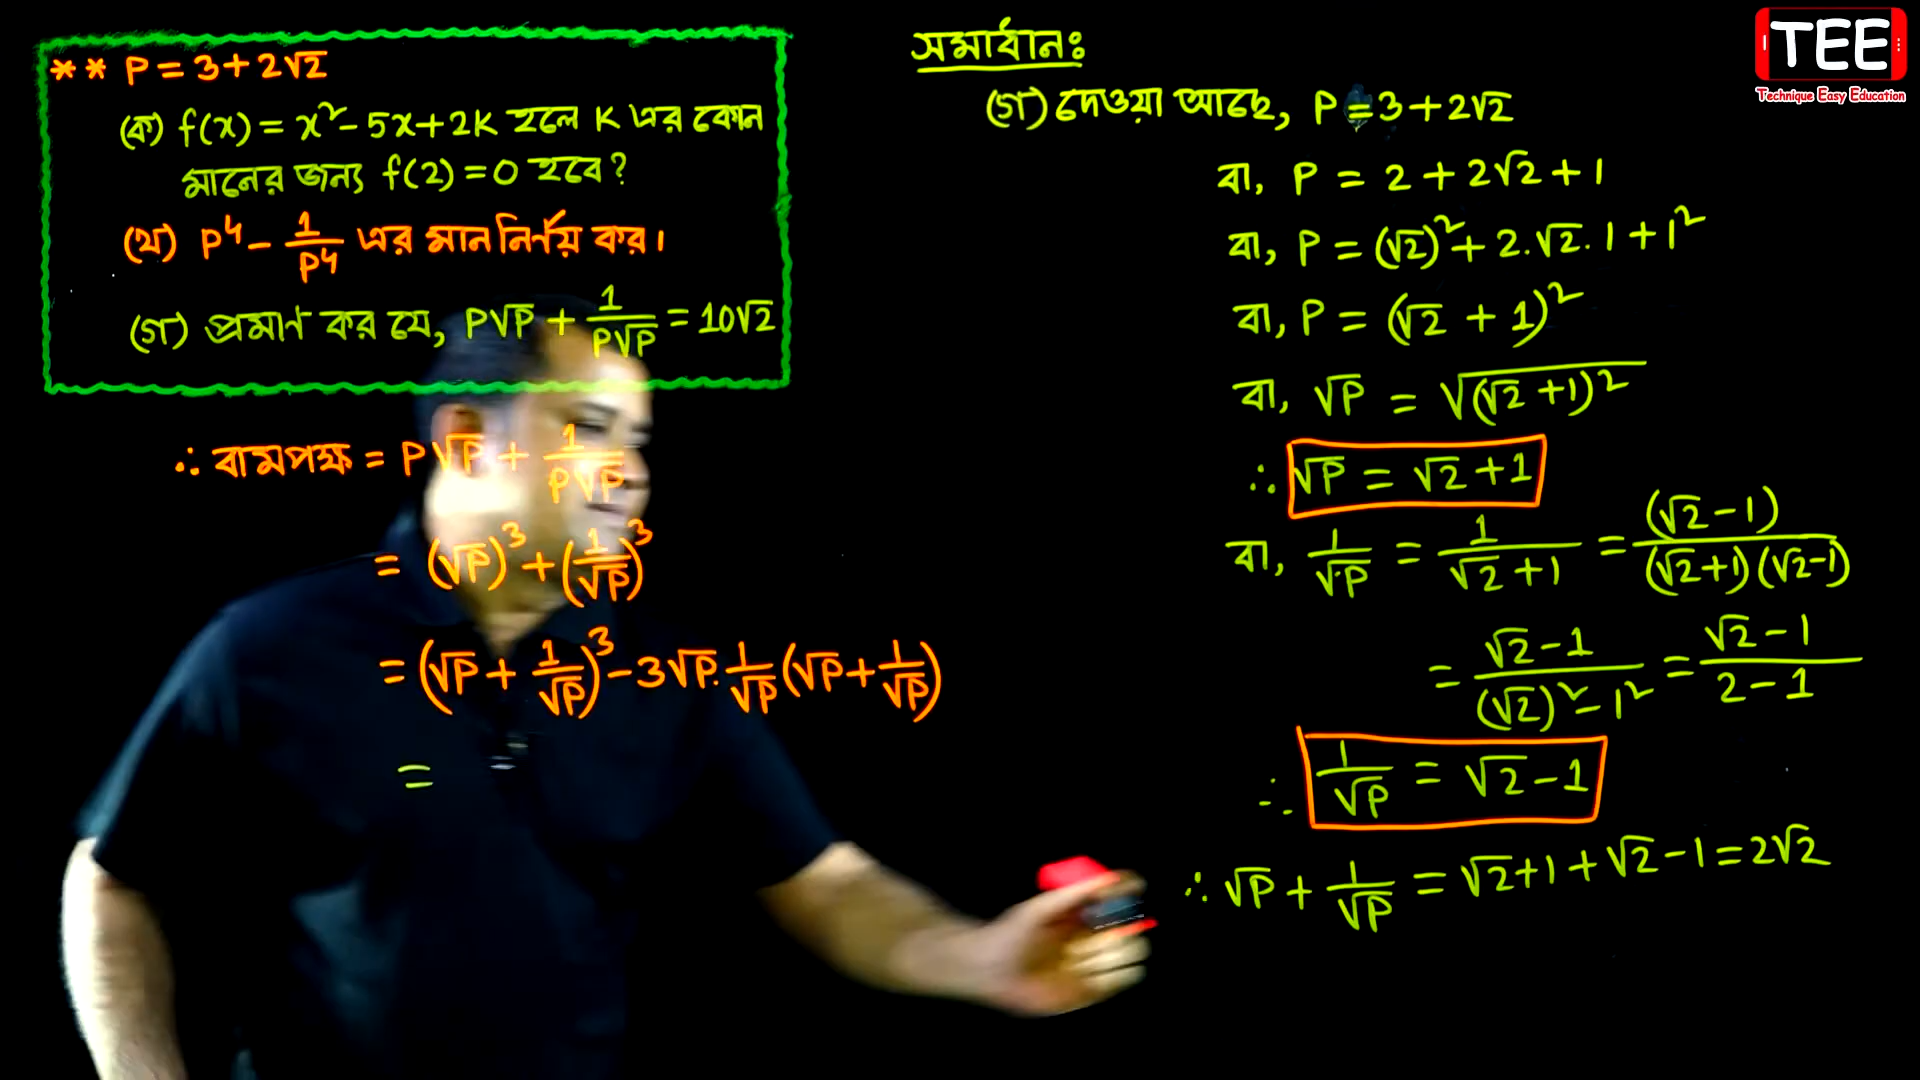 ** P = 3 + 2√2
(ক) f(x) = x² - 5x + 2K হলে K এর কোন
মানের জন্য f(2) = 0 হবে?
(খ) P⁴ - 1/P⁴ এর মান নির্ণয় কর।
(গ) প্রমাণ কর যে, P√P + 1/(P√P) = 10√2
∴ বামপক্ষ = P√P + 1/(P√P)
= (√P)³ + (1/√P)³
= (√P + 1/√P)³ - 3√P · 1/√P (√P + 1/√P)
=
সমাধানঃ
(গ) দেওয়া আছে, P = 3 + 2√2
বা, P = 2 + 2√2 + 1
বা, P = (√2)² + 2.√2.1 + 1²
বা, P = (√2 + 1)²
বা, √P = √(√2 + 1)²
∴ √P = √2 + 1
বা, 1/√P = 1/(√2 + 1) = (√2 - 1)/(√2 + 1)(√2 - 1)
= (√2 - 1)/((√2)² - 1²) = (√2 - 1)/(2 - 1)
∴ 1/√P = √2 - 1
∴ √P + 1/√P = √2 + 1 + √2 - 1 = 2√2
TEE
Technique Easy Education